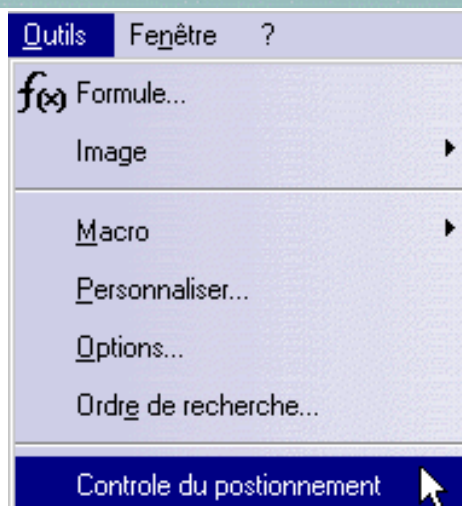 Outils Fenêtre ?
f(x) Formule...
Image
Macro
Personnaliser...
Options...
Ordre de recherche...
Controle du postionnement